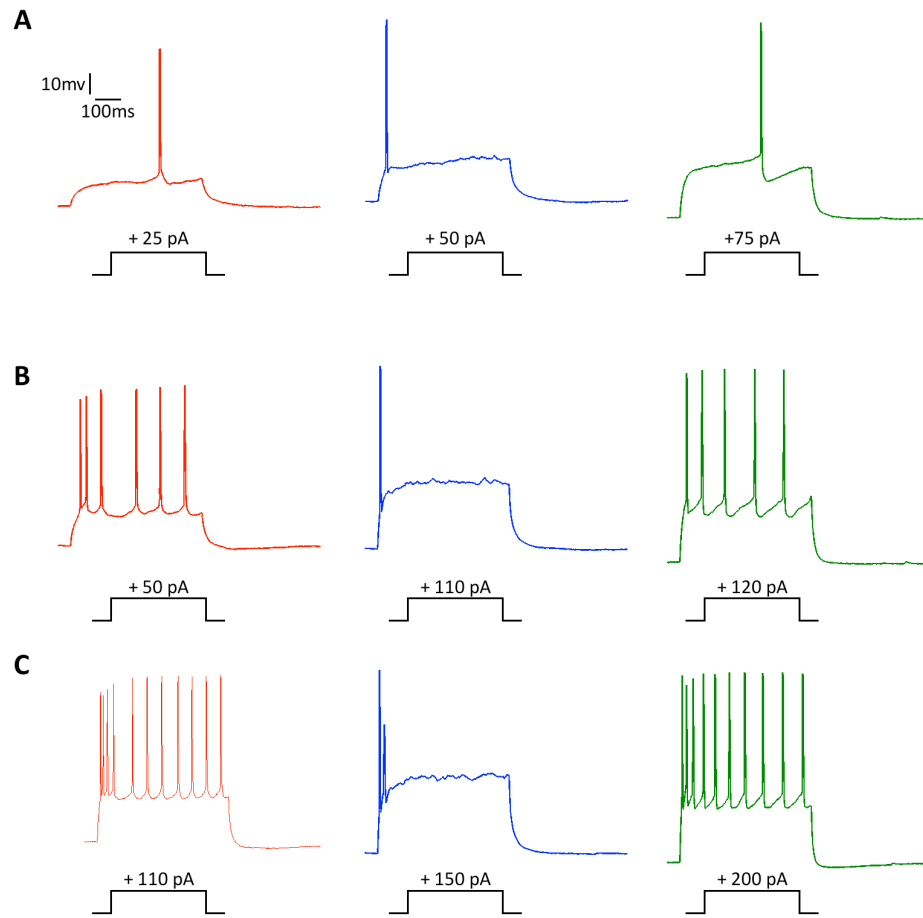 A
10mv
100ms
+ 25 pA
+ 50 pA
+75 pA
B
+ 50 pA
+ 110 pA
+ 120 pA
C
+ 110 pA
+ 150 pA
+ 200 pA